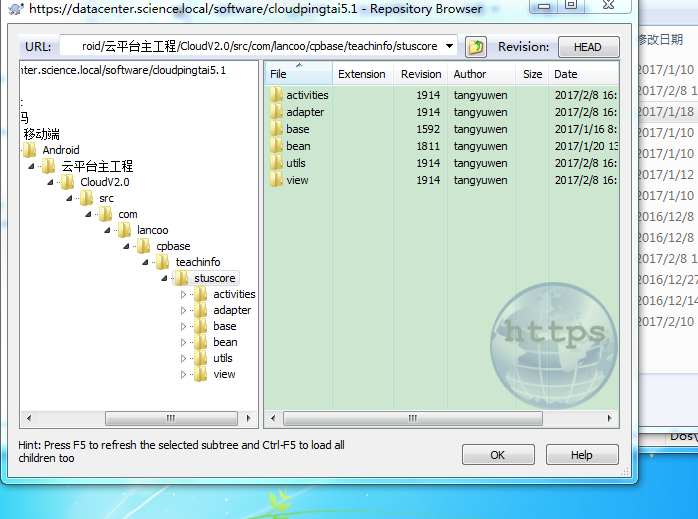 https://datacenter.science.local/software/cloudpingtai5.1 - Repository Browser
URL: roid/云平台主工程/CloudV2.0/src/com/lancoo/cpbase/teachinfo/stuscore Revision: HEAD
nter.science.local/software/cloudpingtai5.1
移动端
Android
云平台主工程
CloudV2.0
src
com
lancoo
cpbase
teachinfo
stuscore
activities
adapter
base
bean
utils
view
File Extension Revision Author Size Date
activities 1914 tangyuwen 2017/2/8 16:
adapter 1914 tangyuwen 2017/2/8 16:
base 1592 tangyuwen 2017/1/16 8:
bean 1811 tangyuwen 2017/1/20 13
utils 1914 tangyuwen 2017/2/8 16:
view 1914 tangyuwen 2017/2/8 16:
https
Hint: Press F5 to refresh the selected subtree and Ctrl-F5 to load all
children too
OK Help
修改日期
2017/1/10
2017/2/8 1
2017/1/18
2017/1/10
2017/1/10
2017/1/12
2017/1/10
2016/12/8
2016/12/8
2017/2/8 1
2016/12/27
2016/12/14
2017/2/10
Dos\